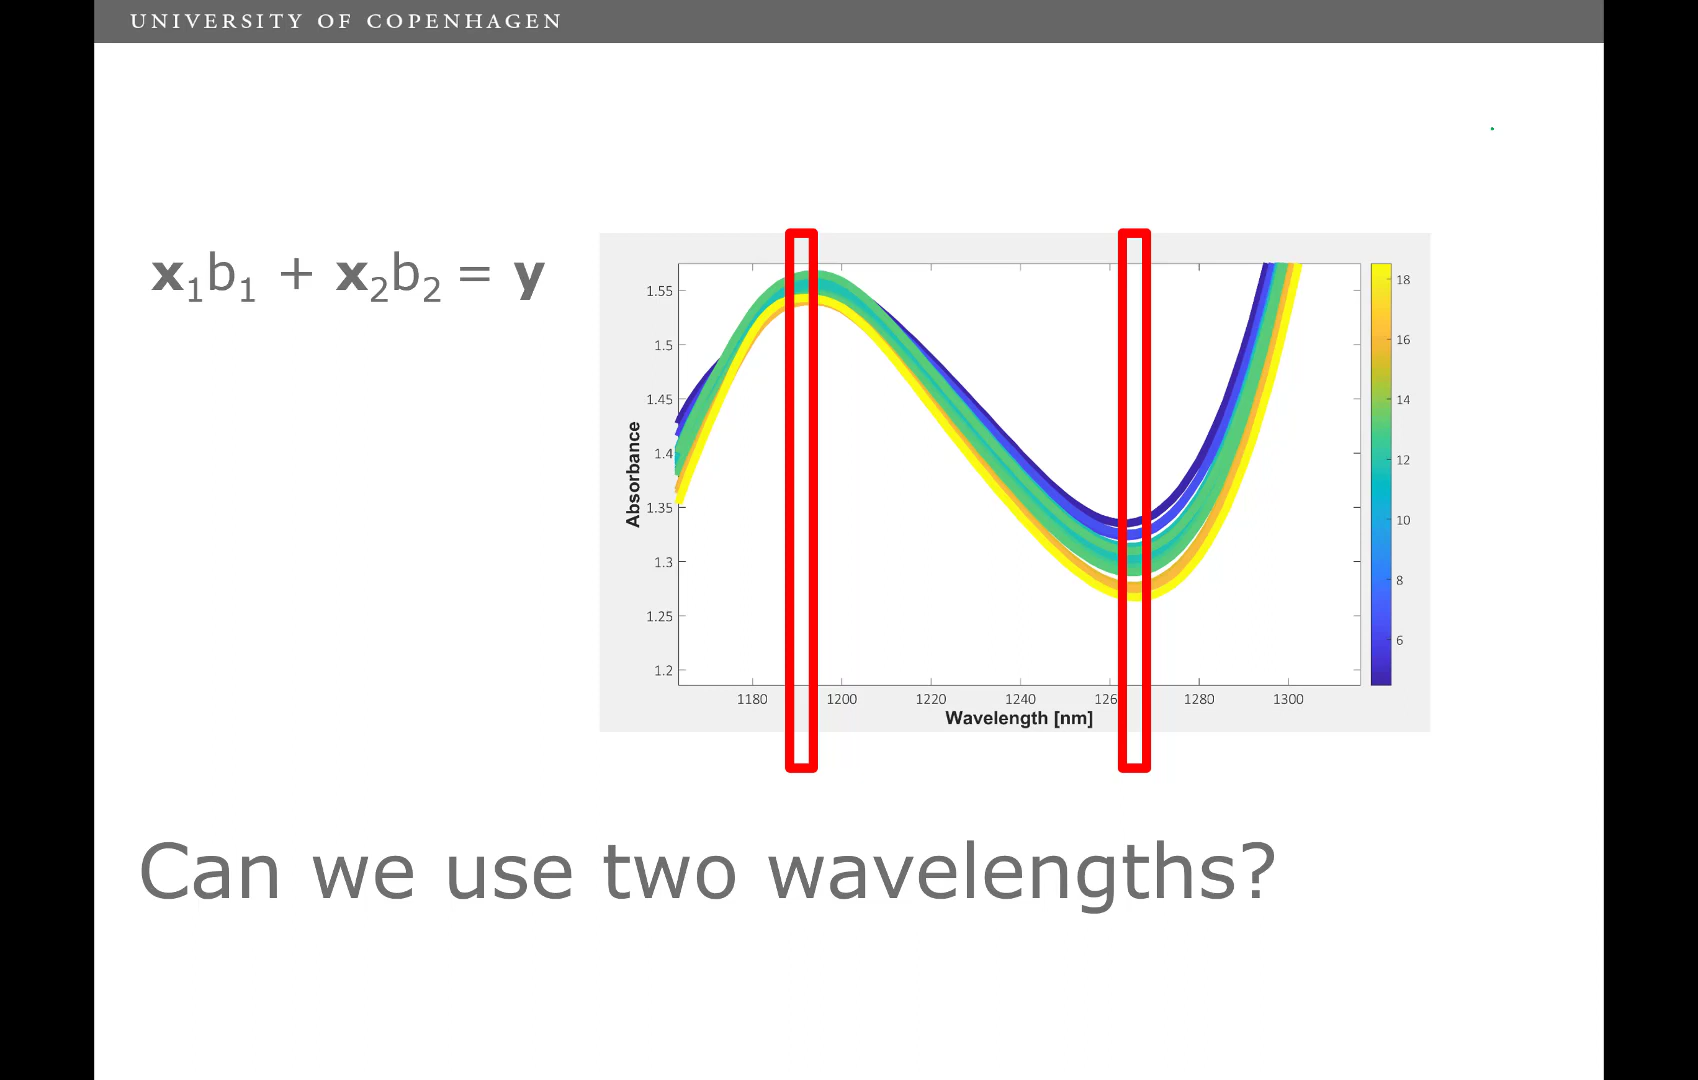 UNIVERSITY OF COPENHAGEN
x₁b₁ + x₂b₂ = y
1.55
1.5
1.45
1.4
1.35
1.3
1.25
1.2
Absorbance
1180 1200 1220 1240 126 1280 1300
Wavelength [nm]
18
16
14
12
10
8
6
Can we use two wavelengths?